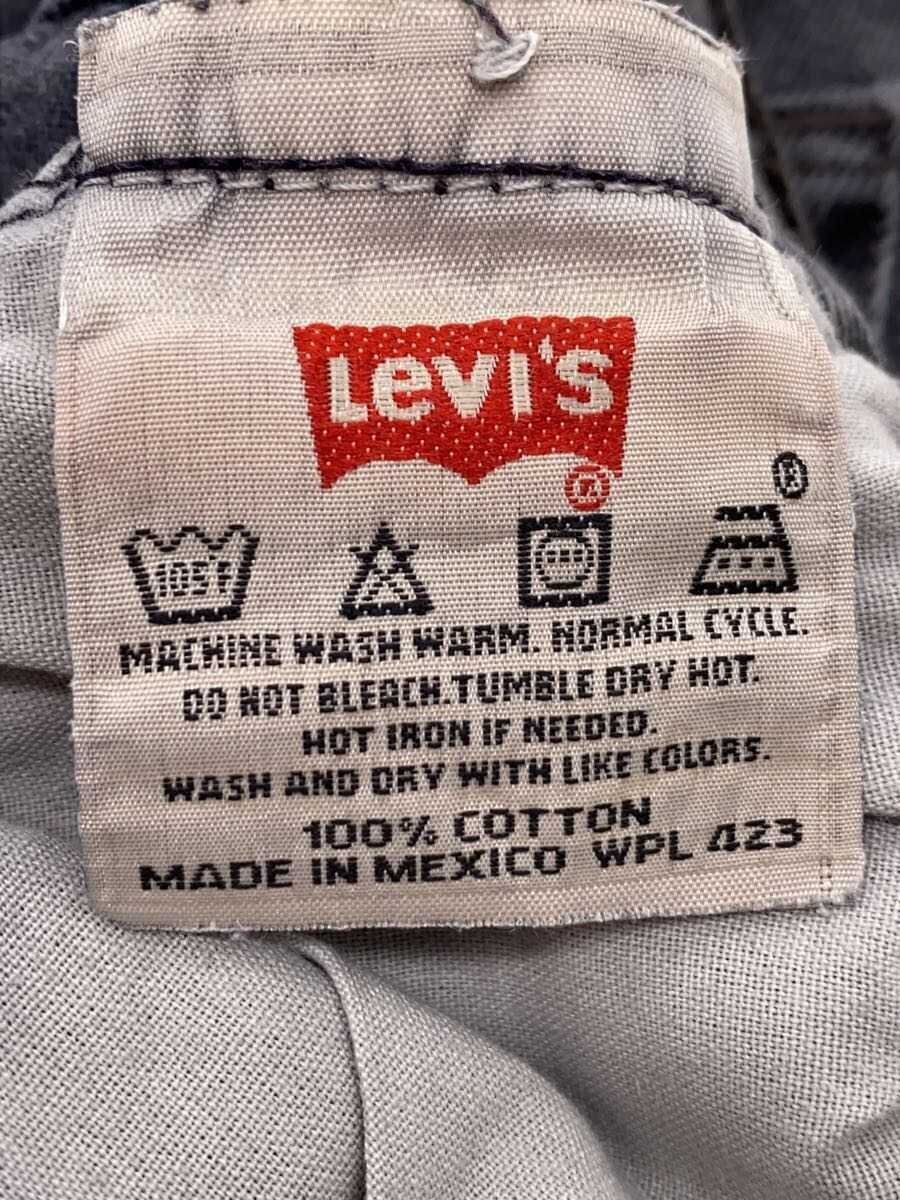 Levi's
®
®
105F
MACHINE WASH WARM. NORMAL CYCLE.
DO NOT BLEACH.TUMBLE DRY HOT.
HOT IRON IF NEEDED.
WASH AND DRY WITH LIKE COLORS.
100% COTTON
MADE IN MEXICO WPL 423